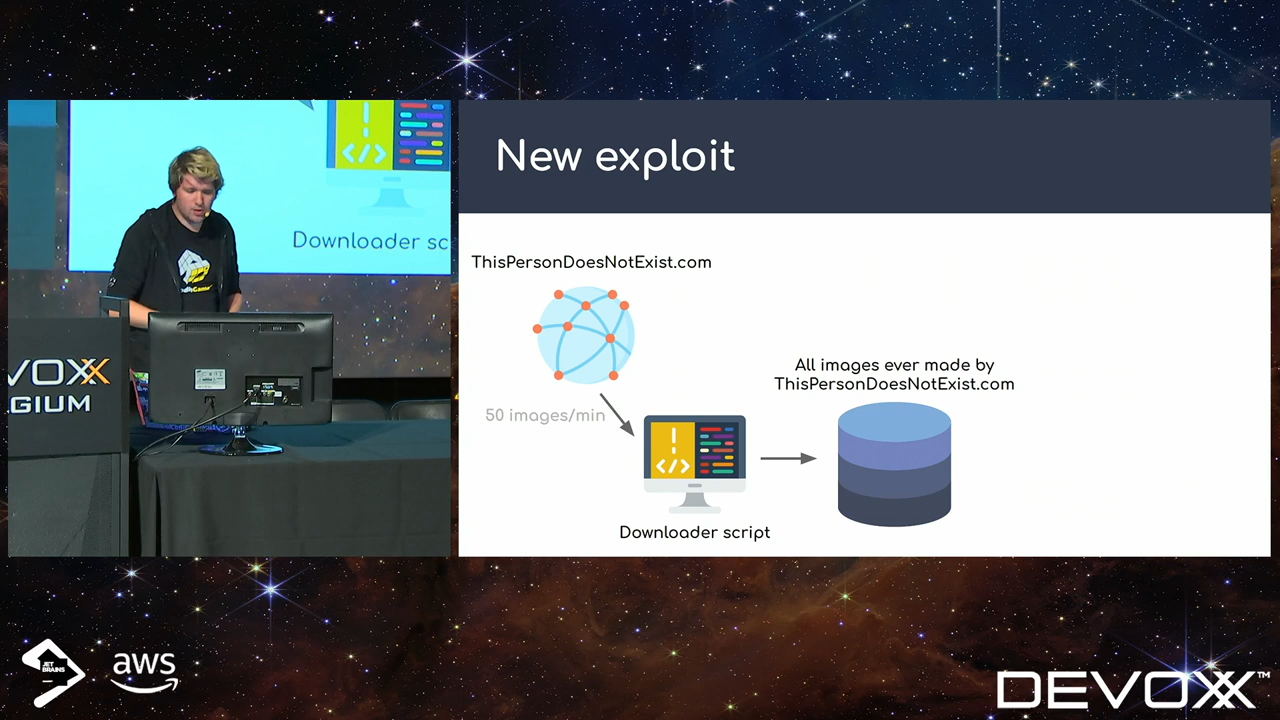 New exploit
ThisPersonDoesNotExist.com
50 images/min
</>
Downloader script
All images ever made by
ThisPersonDoesNotExist.com
</>
Downloader sc
VOXX
GIUM
JET
BRAINS
aws
DEVOXX™